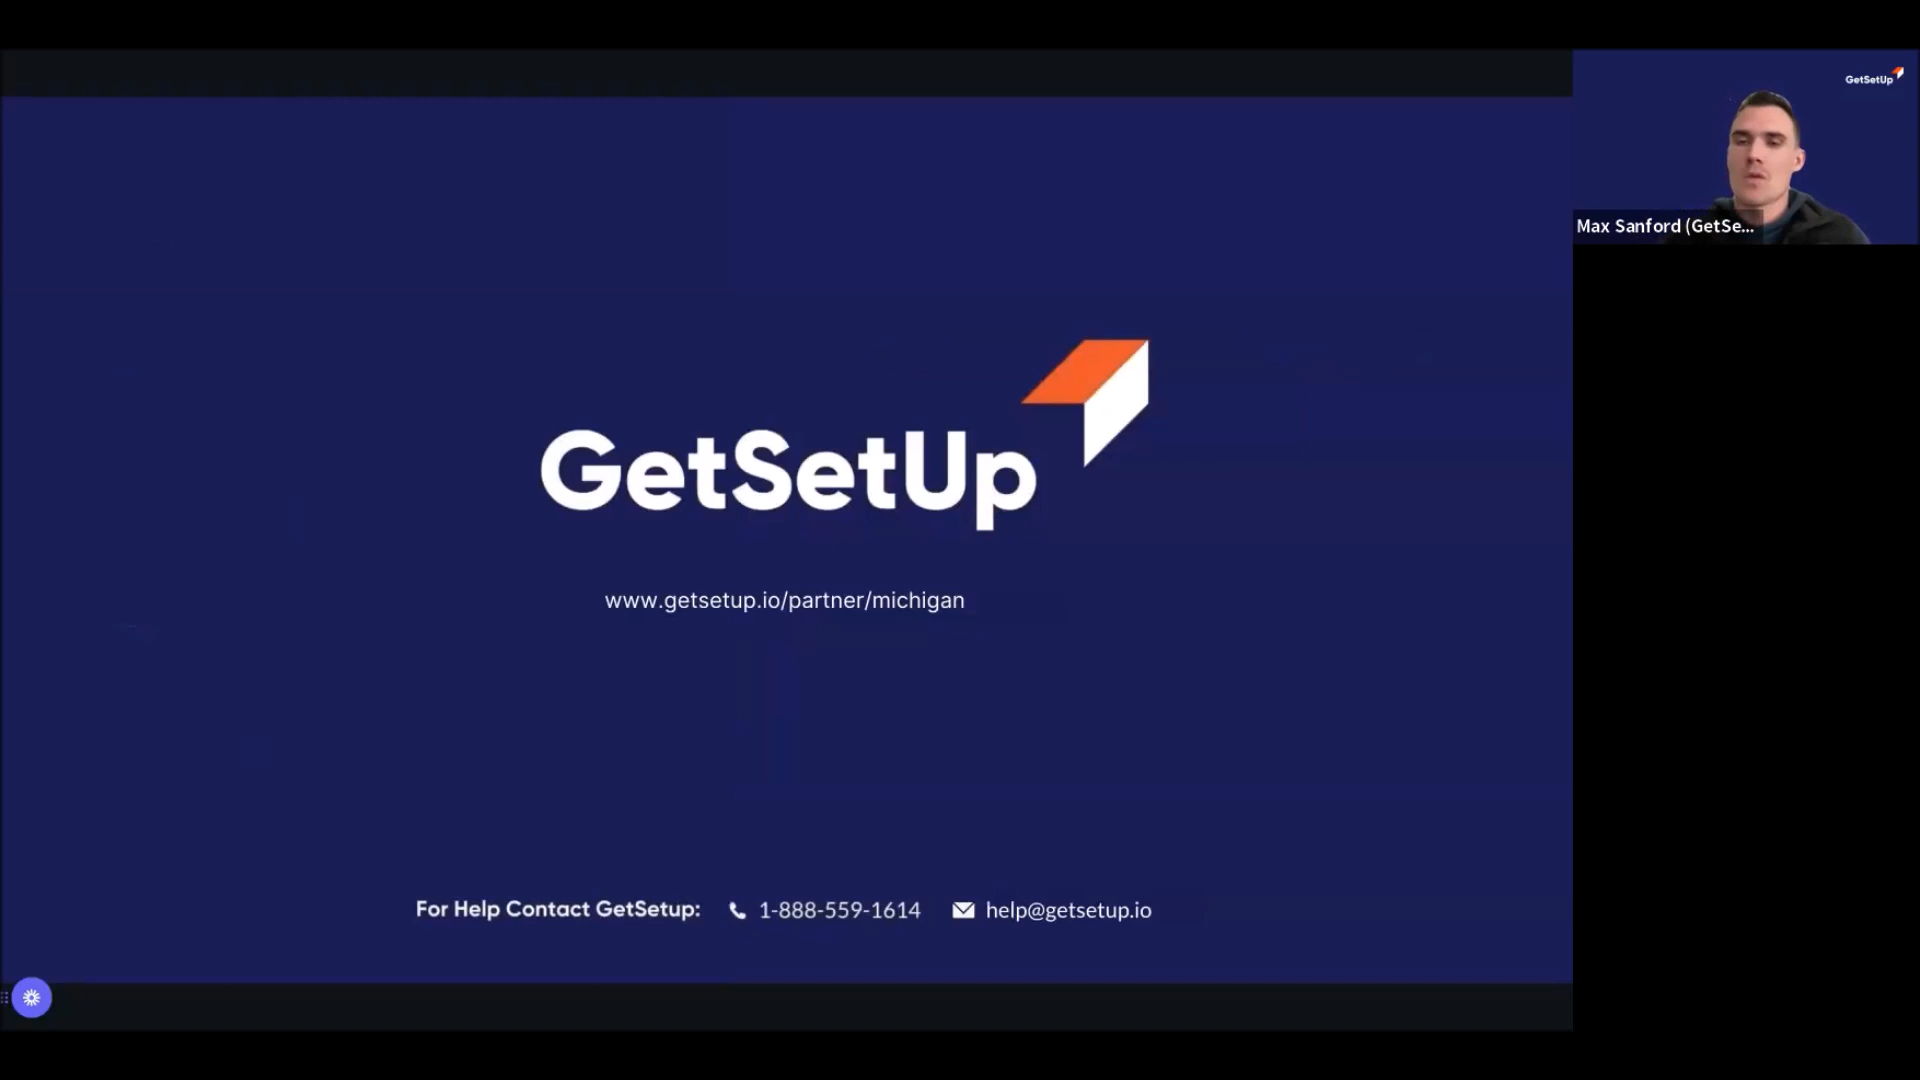 GetSetUp
Max Sanford (GetSe...
GetSetUp
www.getsetup.io/partner/michigan
For Help Contact GetSetup: 1-888-559-1614 help@getsetup.io